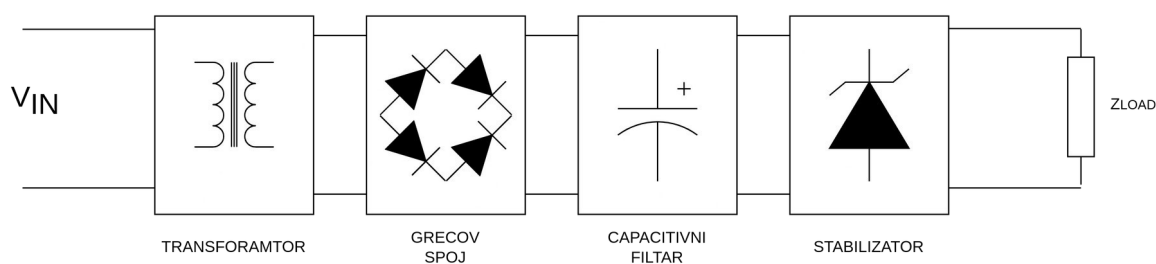 VIN
ZLOAD
TRANSFORAMTOR
GRECOV
SPOJ
CAPACITIVNI
FILTAR
STABILIZATOR
+